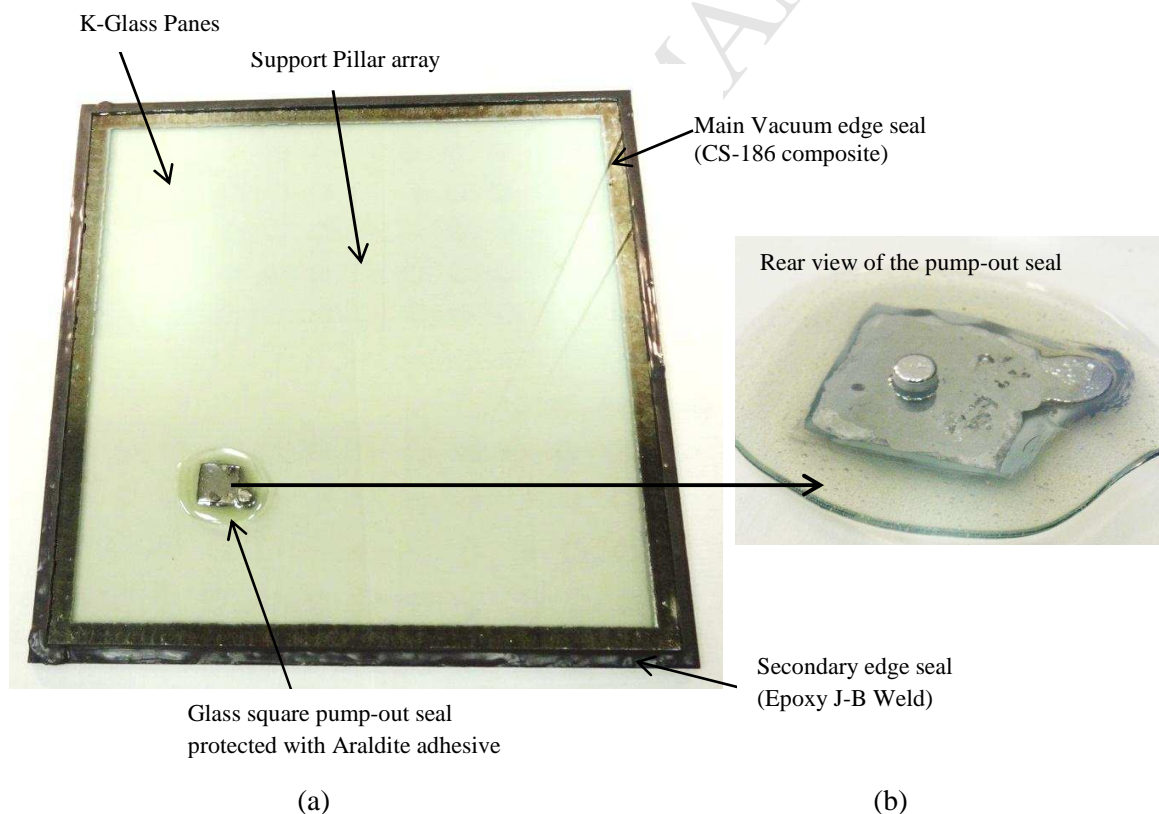 K-Glass Panes
Support Pillar array
Main Vacuum edge seal
(CS-186 composite)
Rear view of the pump-out seal
Secondary edge seal
(Epoxy J-B Weld)
Glass square pump-out seal
protected with Araldite adhesive
(a)
(b)